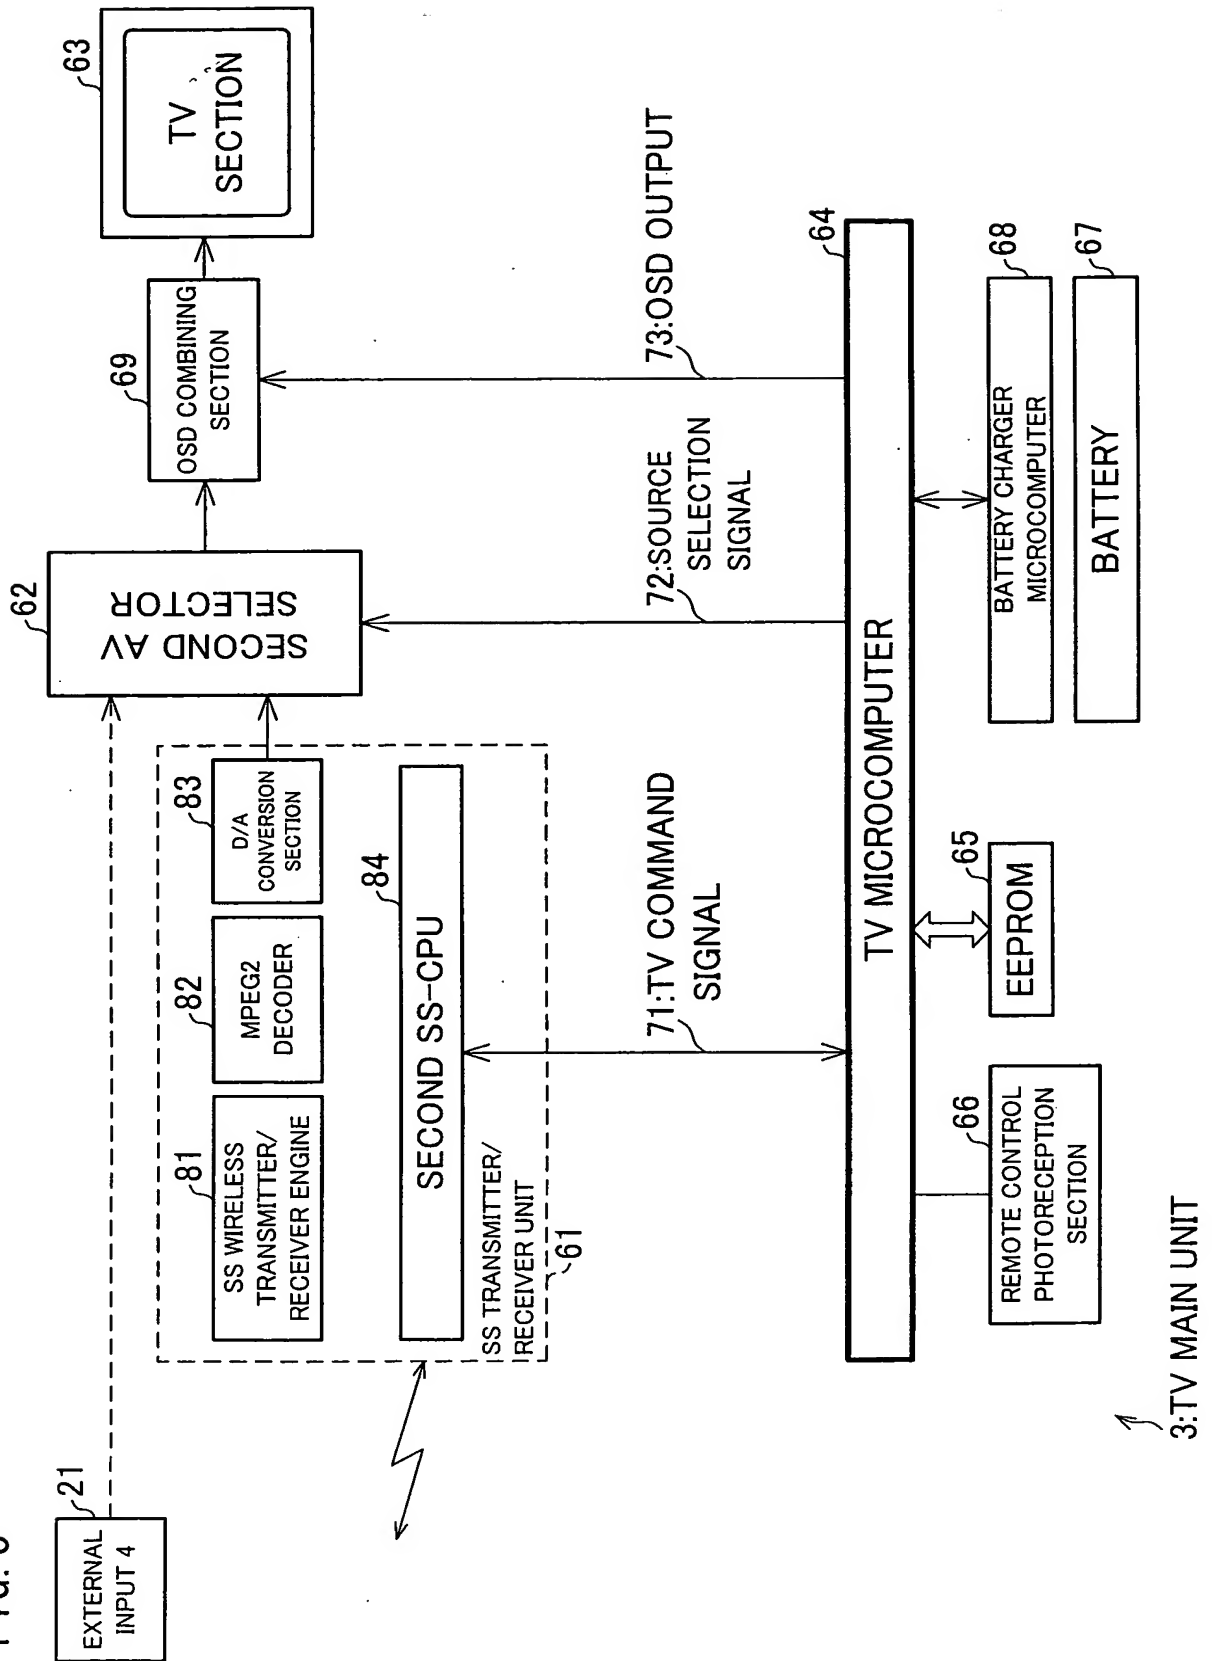 FIG.
21
EXTERNAL
INPUT 4
62
SECOND AV
SELECTOR
69
OSD COMBINING
SECTION
63
TV
SECTION
81
SS WIRELESS
TRANSMITTER/
RECEIVER ENGINE
82
MPEG2
DECODER
83
D/A
CONVERSION
SECTION
84
SECOND SS-CPU
SS TRANSMITTER/
RECEIVER UNIT
61
71:TV COMMAND
SIGNAL
72:SOURCE
SELECTION
SIGNAL
73:OSD OUTPUT
64
TV MICROCOMPUTER
66
REMOTE CONTROL
PHOTORECEPTION
SECTION
65
EEPROM
68
BATTERY CHARGER
MICROCOMPUTER
67
BATTERY
3:TV MAIN UNIT